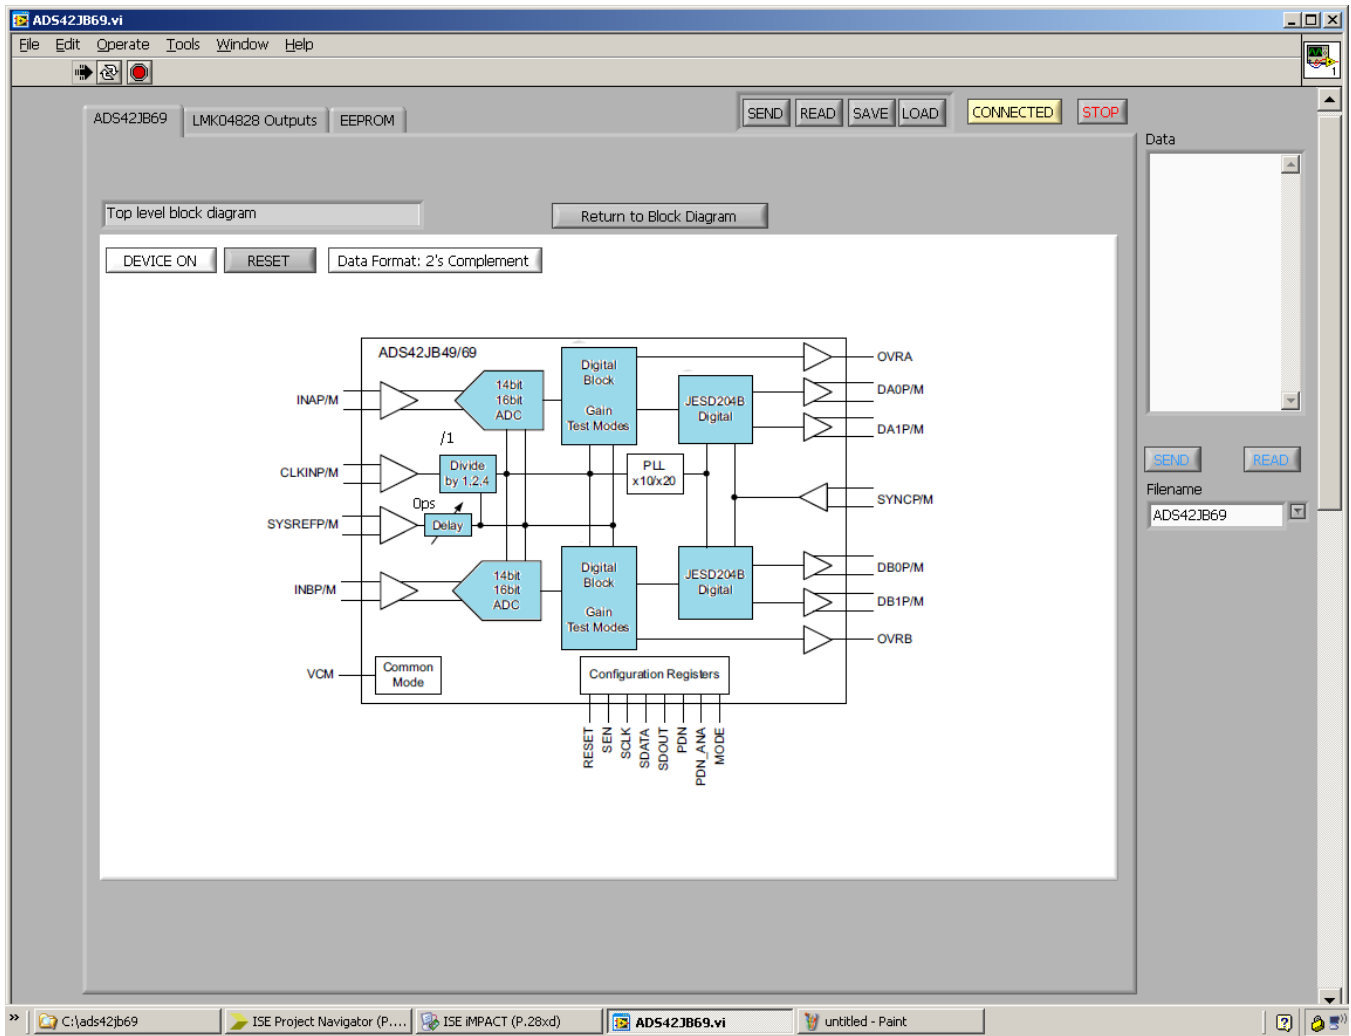 ADS42JB69.vi
File Edit Operate Tools Window Help
1
ADS42JB69
LMK04828 Outputs
EEPROM
SEND READ SAVE LOAD
CONNECTED
STOP
Data
Top level block diagram
Return to Block Diagram
DEVICE ON
RESET
Data Format: 2's Complement
ADS42JB49/69
INAP/M
14bit
16bit
ADC
Digital
Block
Gain
Test Modes
JESD204B
Digital
OVRA
DA0P/M
DA1P/M
/1
CLKINP/M
Divide
by 1,2,4
PLL
x10/x20
SYNCP/M
0ps
SYSREFP/M
Delay
INBP/M
14bit
16bit
ADC
Digital
Block
Gain
Test Modes
JESD204B
Digital
DB0P/M
DB1P/M
OVRB
VCM
Common
Mode
Configuration Registers
RESET
SEN
SCLK
SDATA
SDOUT
PDN
PDN_ANA
MODE
SEND
READ
Filename
ADS42JB69
» C:\ads42jb69
ISE Project Navigator (P....
ISE iMPACT (P.28xd)
ADS42JB69.vi
untitled - Paint